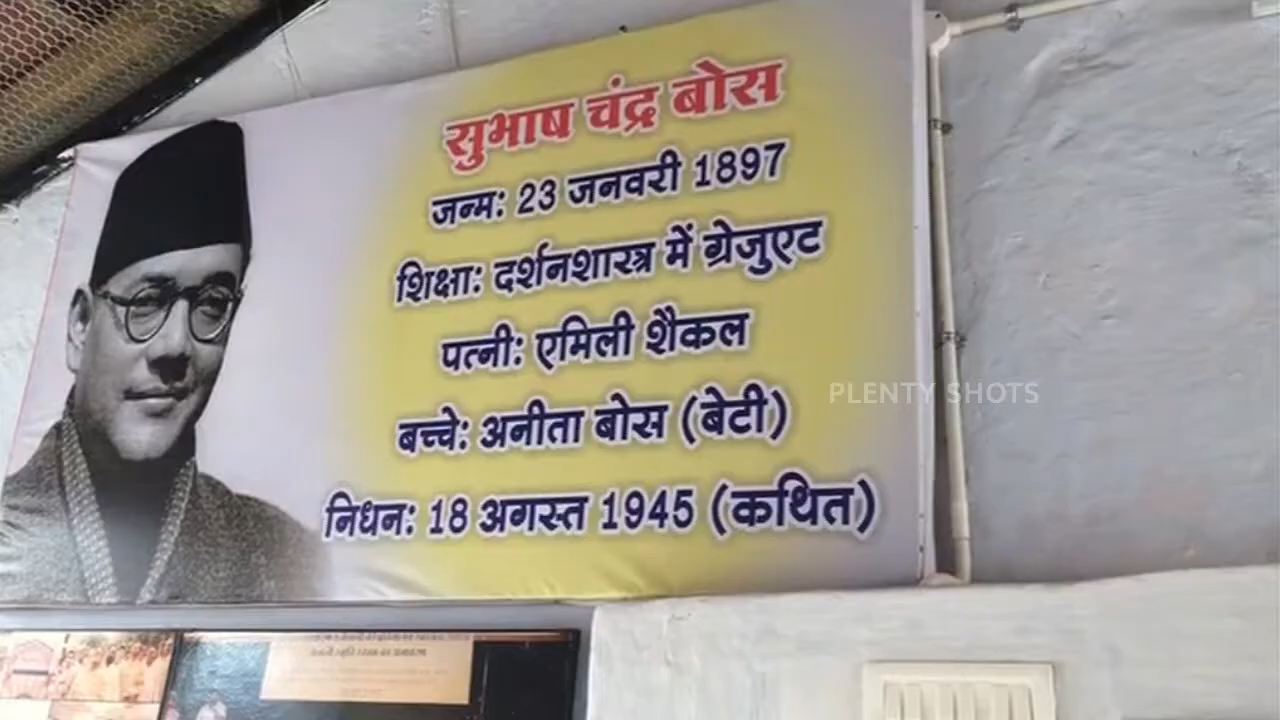 सुभाष चंद्र बोस
जन्म: 23 जनवरी 1897
शिक्षा: दर्शनशास्त्र में ग्रेजुएट
पत्नी: एमिली शैंकल
बच्चे: अनीता बोस (बेटी)
निधन: 18 अगस्त 1945 (कथित)
PLENTY SHOTS